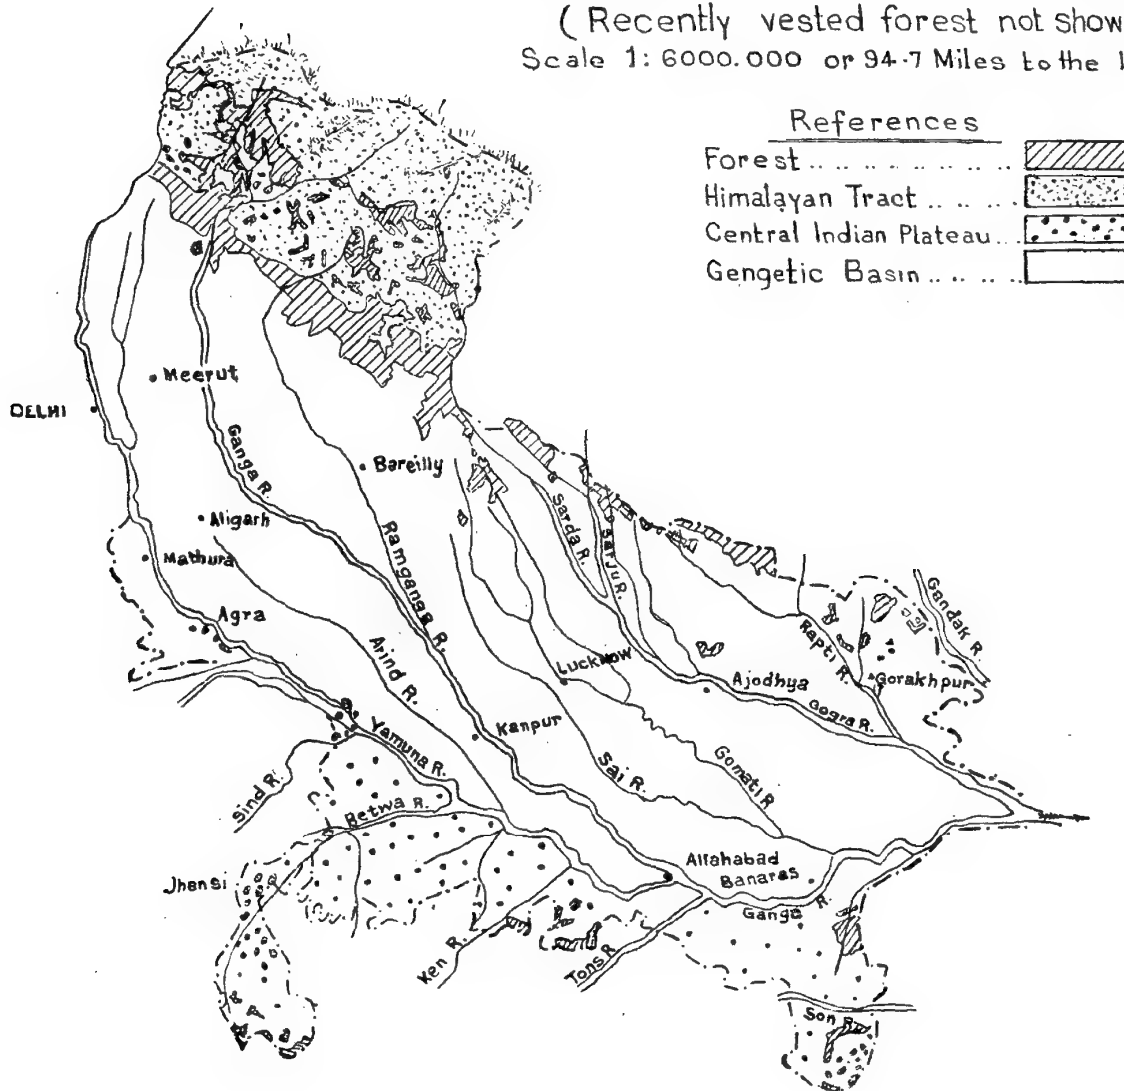 ( Recently vested forest not show
Scale 1: 6000.000 or 94.7 Miles to the 1
References
Forest
Himalayan Tract
Central Indian Plateau
Gengetic Basin
Meerut
DELHI
Ganga R.
Bareilly
Aligarh
Sarda R.
Sarju R.
Mathura
Ramganga R.
Gandak R.
Agra
Arind R.
Rapti R.
Lucknow
Ajodhya
Gorakhpur
Gogra R.
Kanpur
Yamuna R.
Sai R.
Gomati R
Sind R.
Betwa R.
Allahabad
Banaras
Jhansi
Ganga R
Ken R.
Tons R
Son R.